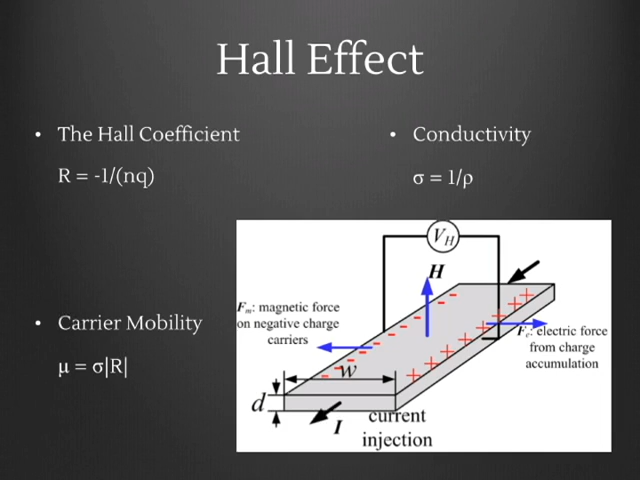 Hall Effect
• The Hall Coefficient
R = -1/(nq)
• Conductivity
σ = 1/ρ
• Carrier Mobility
μ = σ|R|
V_H
H
F_m: magnetic force
on negative charge
carriers
F_e: electric force
from charge
accumulation
w
d
I
current
injection